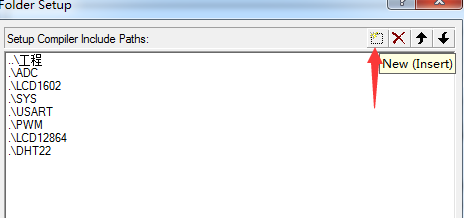 Folder Setup
Setup Compiler Include Paths:
New (Insert)
..\工程
.\ADC
.\LCD1602
.\SYS
.\USART
.\PWM
.\LCD12864
.\DHT22